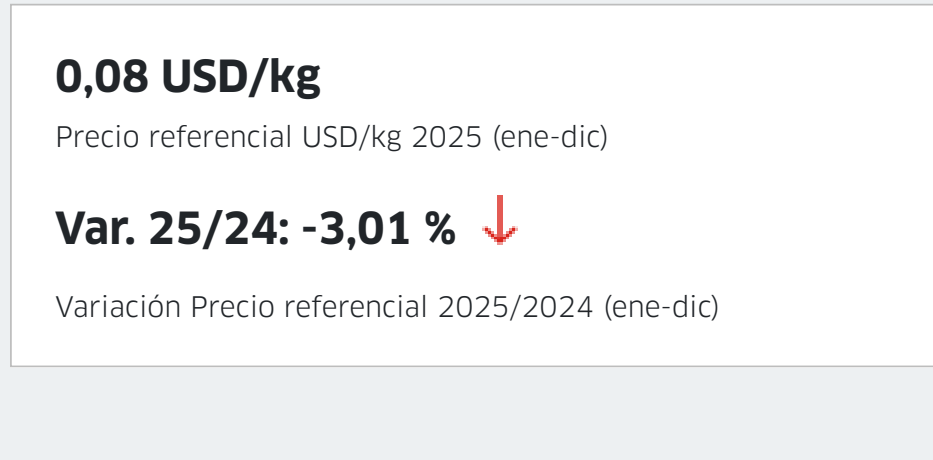 0,08 USD/kg
Precio referencial USD/kg 2025 (ene-dic)
Var. 25/24: -3,01 %
Variación Precio referencial 2025/2024 (ene-dic)